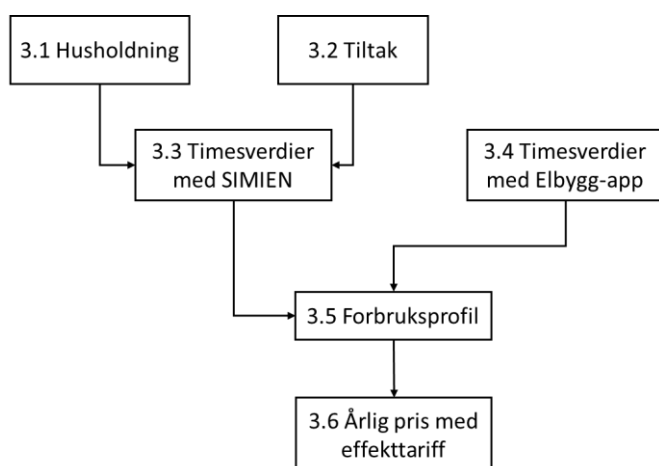 3.1 Husholdning
3.2 Tiltak
3.3 Timesverdier
med SIMIEN
3.4 Timesverdier
med Elbygg-app
3.5 Forbruksprofil
3.6 Årlig pris med
effekttariff